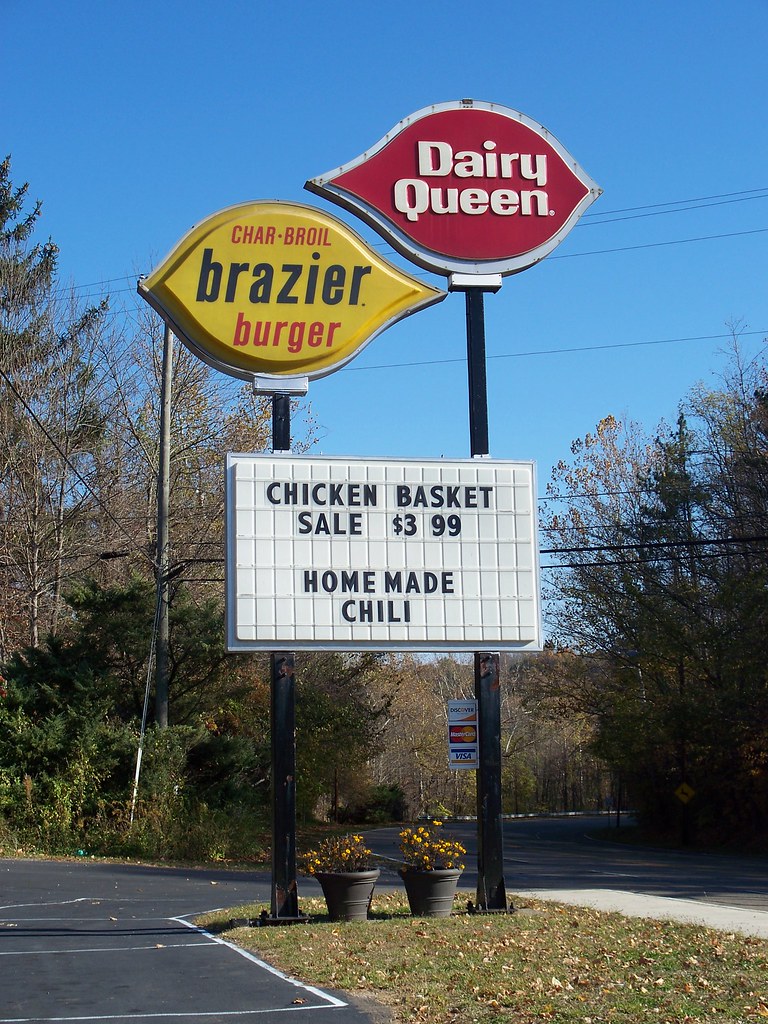 Dairy
Queen®
CHAR·BROIL
brazier®
burger
CHICKEN BASKET
SALE $3 99
HOME MADE
CHILI
DISCOVER
MasterCard
VISA